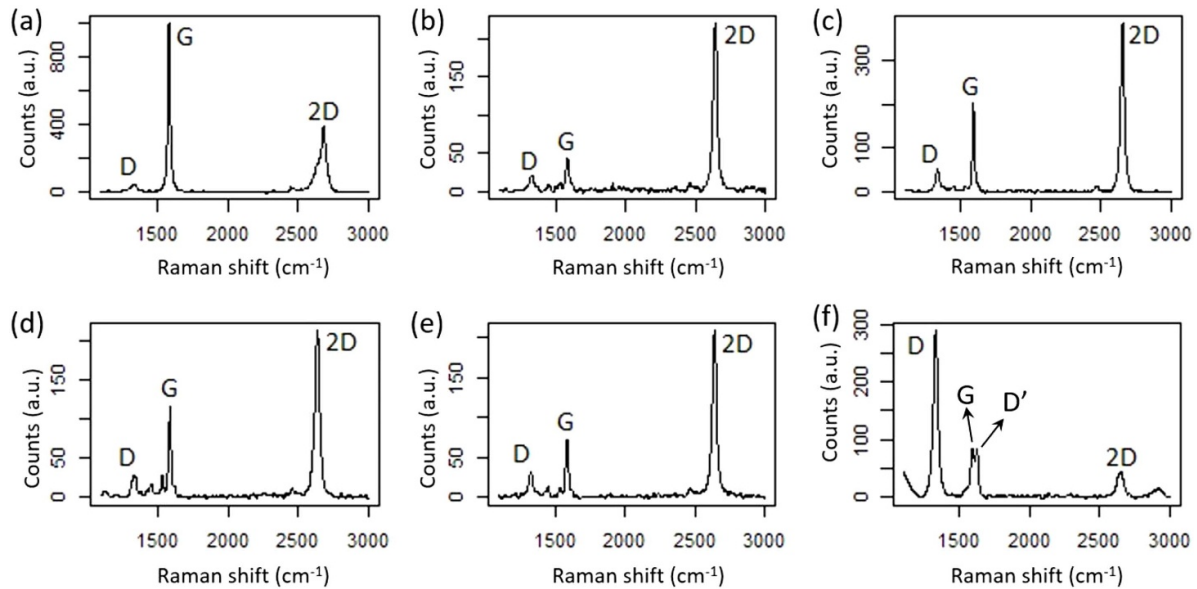 (a)
G
2D
D
Counts (a.u.)
0 400 800
1500 2000 2500 3000
Raman shift (cm⁻¹)
(b)
2D
G
D
Counts (a.u.)
0 50 150
1500 2000 2500 3000
Raman shift (cm⁻¹)
(c)
2D
G
D
Counts (a.u.)
0 100 300
1500 2000 2500 3000
Raman shift (cm⁻¹)
(d)
2D
G
D
Counts (a.u.)
0 50 150
1500 2000 2500 3000
Raman shift (cm⁻¹)
(e)
2D
G
D
Counts (a.u.)
0 50 150
1500 2000 2500 3000
Raman shift (cm⁻¹)
(f)
D
G
D’
2D
Counts (a.u.)
0 100 200 300
1500 2000 2500 3000
Raman shift (cm⁻¹)